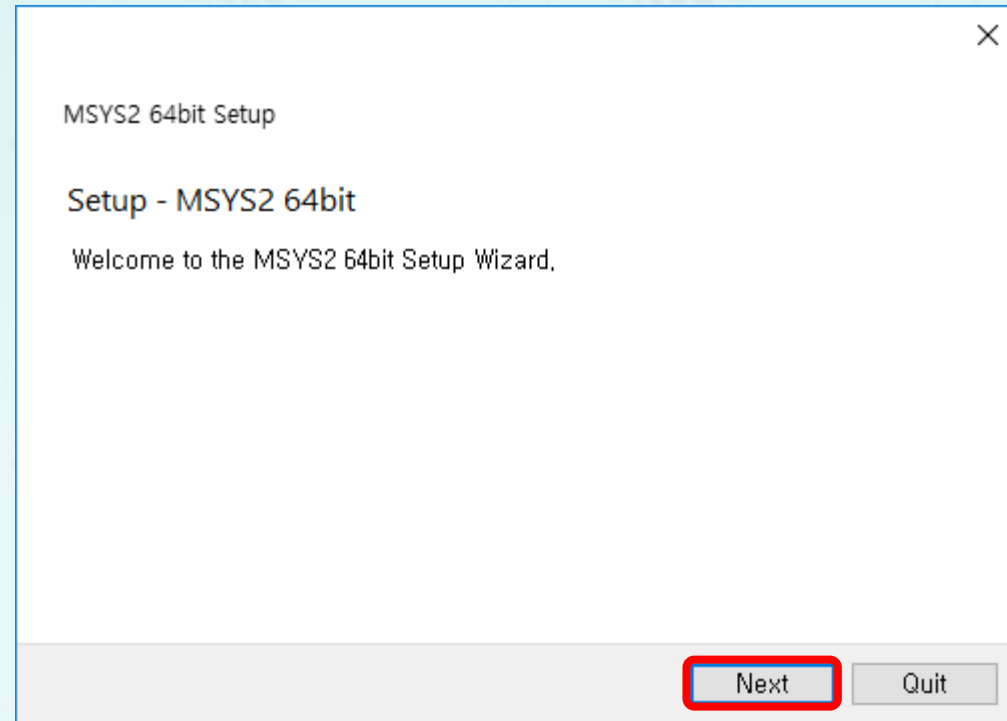 MSYS2 64bit Setup
Setup - MSYS2 64bit
Welcome to the MSYS2 64bit Setup Wizard,
Next
Quit